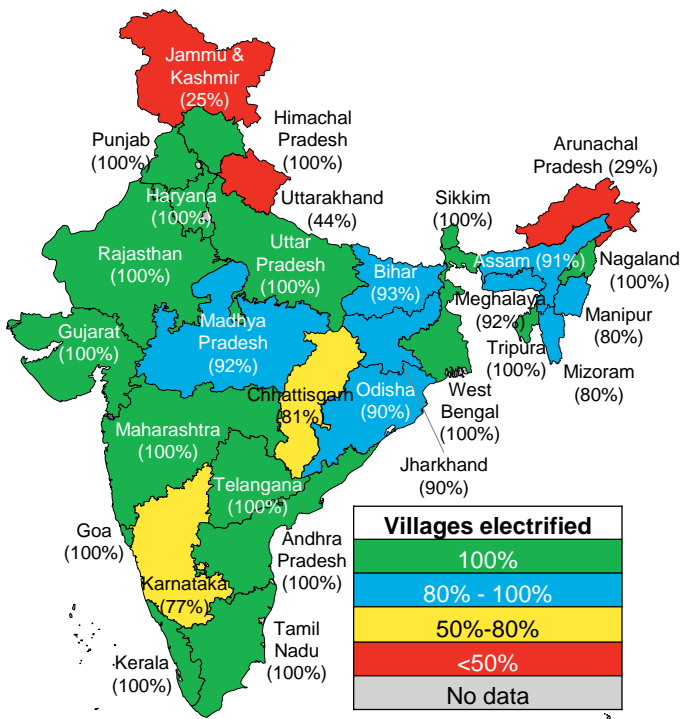 Jammu &
Kashmir
(25%)
Himachal
Pradesh
(100%)
Punjab
(100%)
Arunachal
Pradesh (29%)
Uttarakhand
(44%)
Haryana
(100%)
Sikkim
(100%)
Rajasthan
(100%)
Uttar
Pradesh
(100%)
Bihar
(93%)
Assam (91%)
Nagaland
(100%)
Meghalaya
(92%)
Manipur
(80%)
Tripura
(100%)
Mizoram
(80%)
Gujarat
(100%)
Madhya
Pradesh
(92%)
Chhattisgarh
(81%)
Odisha
(90%)
West
Bengal
(100%)
Jharkhand
(90%)
Maharashtra
(100%)
Telangana
(100%)
Goa
(100%)
Andhra
Pradesh
(100%)
Karnataka
(77%)
Kerala
(100%)
Tamil
Nadu
(100%)
Villages electrified
100%
80% - 100%
50%-80%
<50%
No data